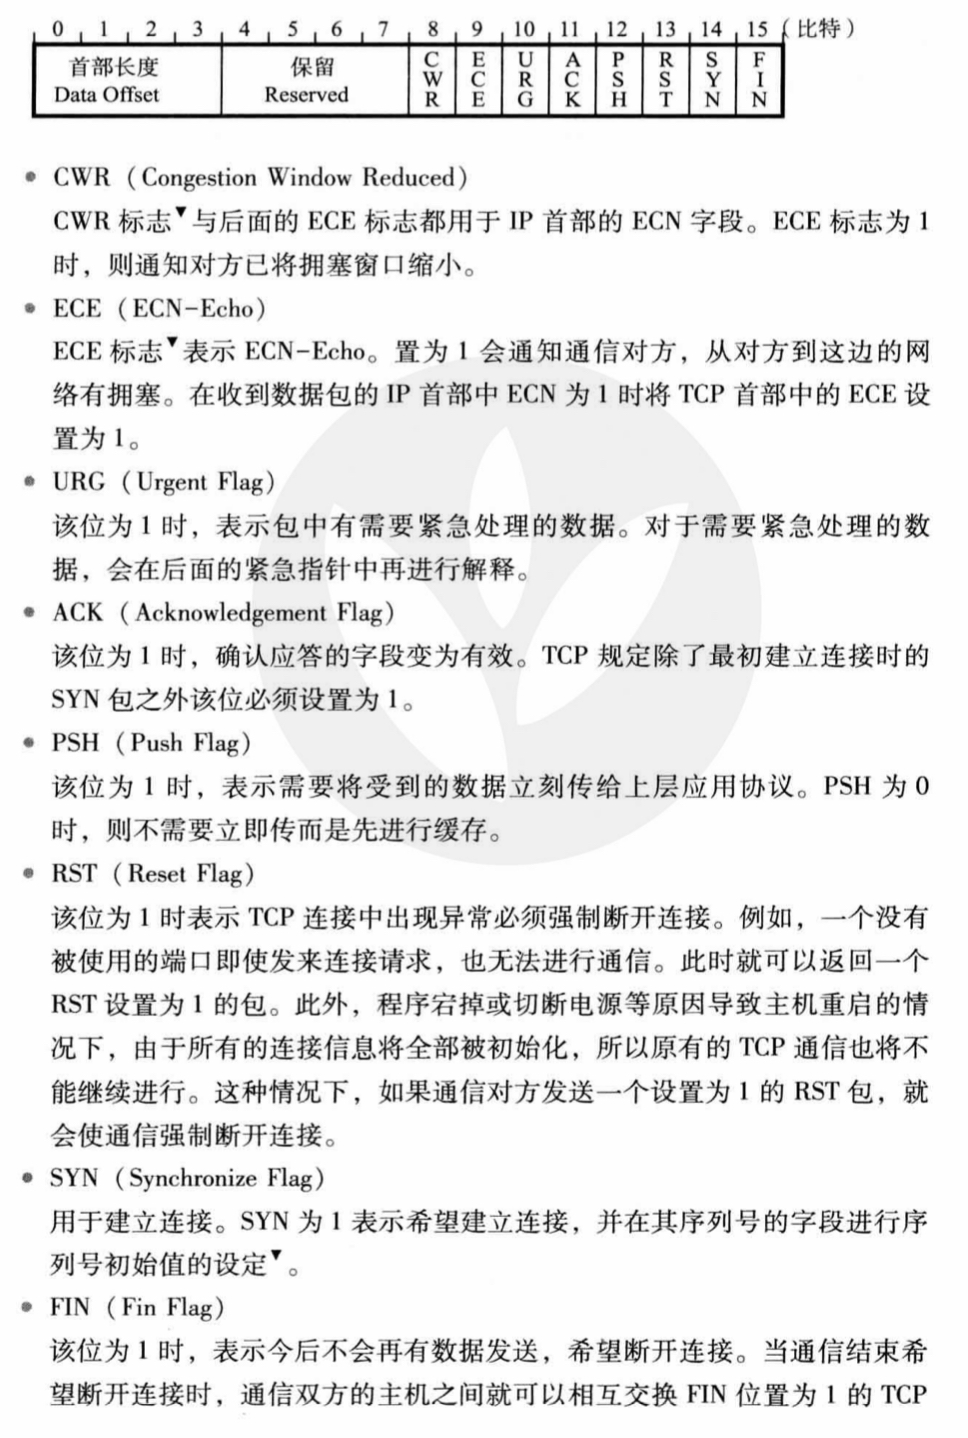 0 1 2 3 4 5 6 7 8 9 10 11 12 13 14 15 (比特)
首部长度 保留 CWR ECE URG ACK PSH RST SYN FIN
Data Offset Reserved
• CWR（Congestion Window Reduced）
CWR 标志▼与后面的 ECE 标志都用于 IP 首部的 ECN 字段。ECE 标志为 1
时，则通知对方已将拥塞窗口缩小。
• ECE（ECN-Echo）
ECE 标志▼表示 ECN-Echo。置为 1 会通知通信对方，从对方到这边的网
络有拥塞。在收到数据包的 IP 首部中 ECN 为 1 时将 TCP 首部中的 ECE 设
置为 1。
• URG（Urgent Flag）
该位为 1 时，表示包中有需要紧急处理的数据。对于需要紧急处理的数
据，会在后面的紧急指针中再进行解释。
• ACK（Acknowledgement Flag）
该位为 1 时，确认应答的字段变为有效。TCP 规定除了最初建立连接时的
SYN 包之外该位必须设置为 1。
• PSH（Push Flag）
该位为 1 时，表示需要将受到的数据立刻传给上层应用协议。PSH 为 0
时，则不需要立即传而是先进行缓存。
• RST（Reset Flag）
该位为 1 时表示 TCP 连接中出现异常必须强制断开连接。例如，一个没有
被使用的端口即使发来连接请求，也无法进行通信。此时就可以返回一个
RST 设置为 1 的包。此外，程序宕掉或切断电源等原因导致主机重启的情
况下，由于所有的连接信息将全部被初始化，所以原有的 TCP 通信也将不
能继续进行。这种情况下，如果通信对方发送一个设置为 1 的 RST 包，就
会使通信强制断开连接。
• SYN（Synchronize Flag）
用于建立连接。SYN 为 1 表示希望建立连接，并在其序列号的字段进行序
列号初始值的设定▼。
• FIN（Fin Flag）
该位为 1 时，表示今后不会再有数据发送，希望断开连接。当通信结束希
望断开连接时，通信双方的主机之间就可以相互交换 FIN 位置为 1 的 TCP